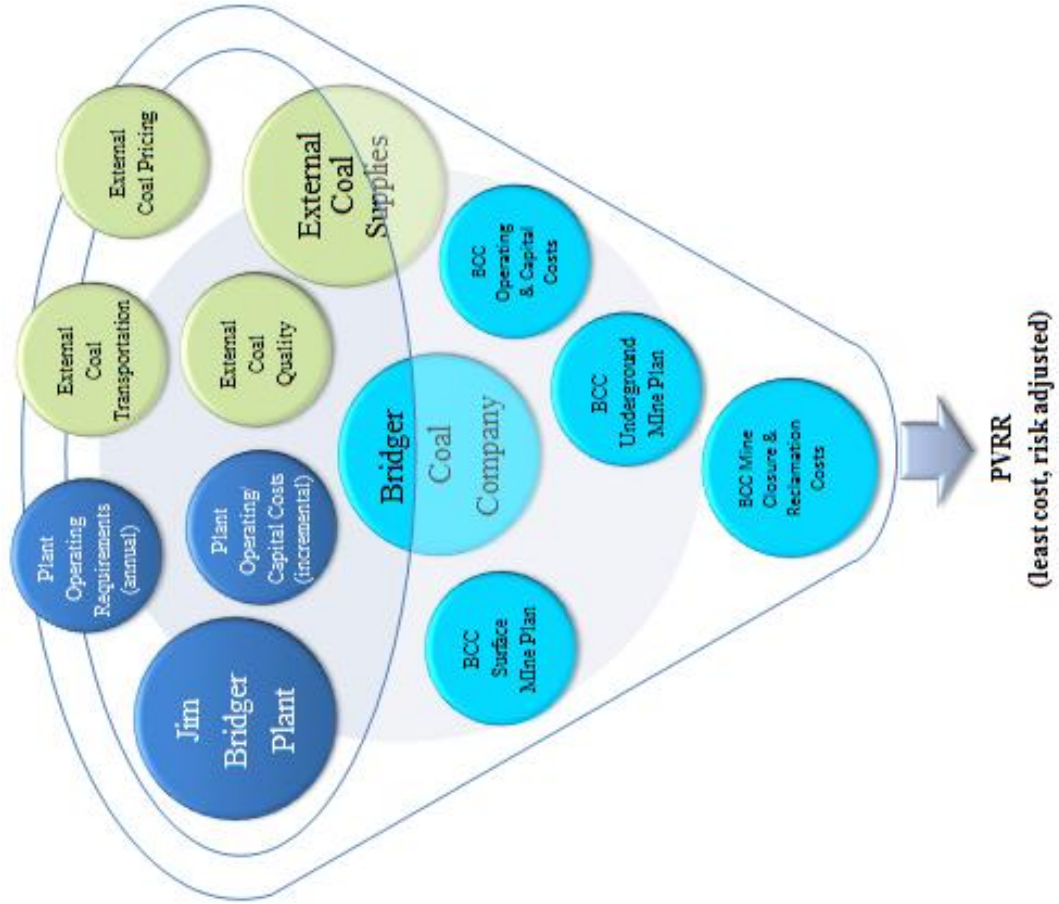 Plant
Operating
Requirements
(annual)
External
Coal
Transportation
External
Coal Pricing
Jim
Bridger
Plant
Plant
Operating/
Capital Costs
(incremental)
External
Coal
Quality
External
Coal
Supplies
Bridger
Coal
Company
BCC
Surface
Mine Plan
BCC
Operating
& Capital
Costs
BCC
Underground
Mine Plan
BCC Mine
Closure &
Reclamation
Costs
PVRR
(least cost, risk adjusted)